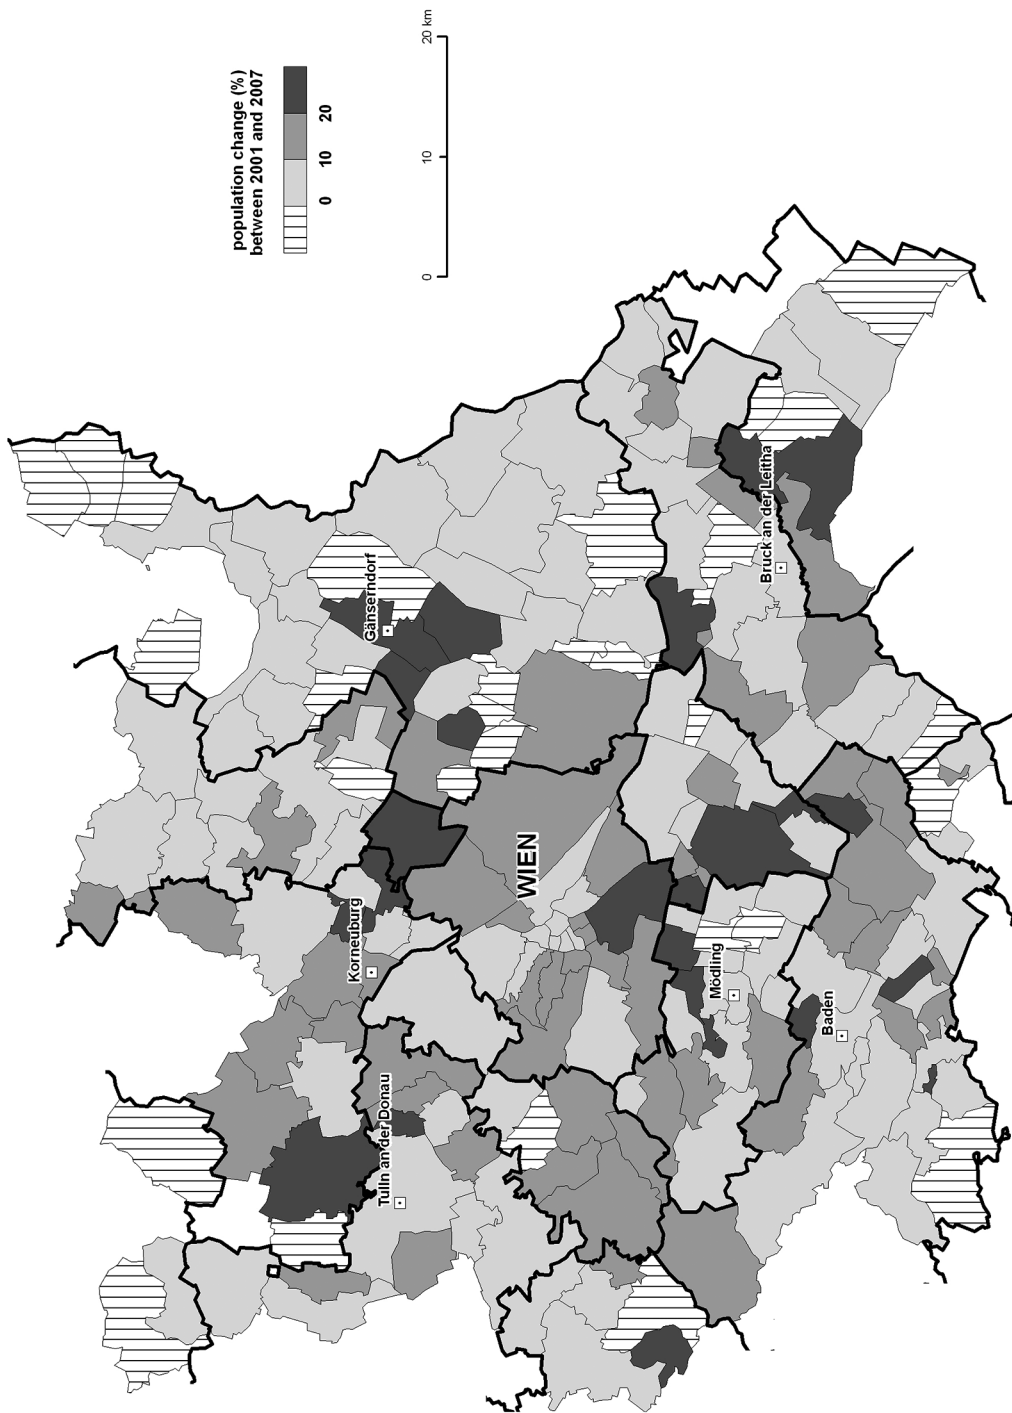 population change (%)
between 2001 and 2007
0
10
20
0
10
20 km
Gänserndorf
Korneuburg
Tulln an der Donau
WIEN
Bruck an der Leitha
Mödling
Baden